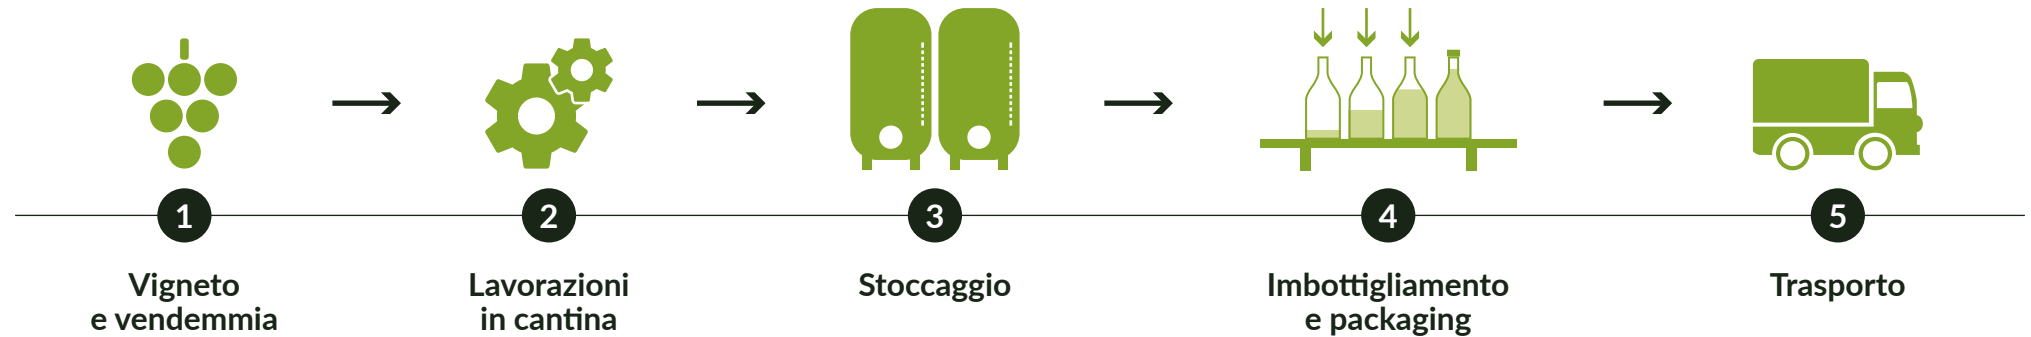 1
2
3
4
5
Vigneto
e vendemmia
Lavorazioni
in cantina
Stoccaggio
Imbottigliamento
e packaging
Trasporto